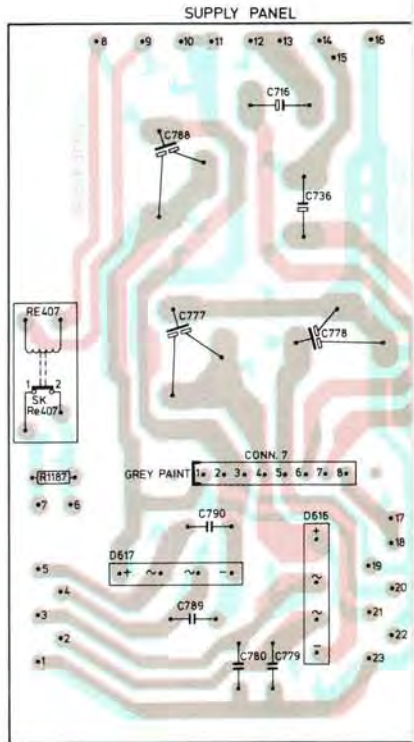 SUPPLY PANEL
8 9 10 11 12 13 14 16
15
C716
C788
C736
RE407
C777
C778
1 2
SK
Re407
CONN. 7
GREY PAINT 1 2 3 4 5 6 7 8
R1187
7 6
C790
D616
17
+
18
D617
5
+ ~ ~ -
19
~
4
20
3
C789
21
~
2
22
-
1
C780 C779
23